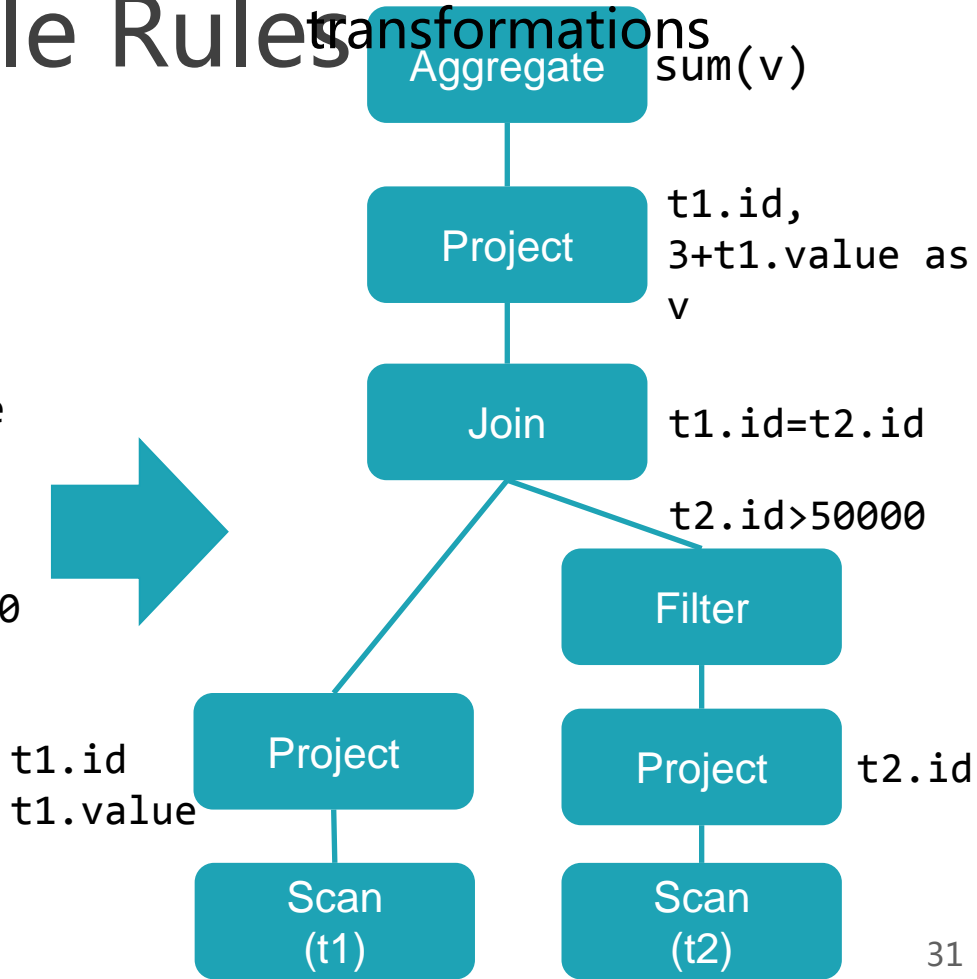 le Rules
transformations
Aggregate
sum(v)
Project
t1.id,
3+t1.value as
v
Join
t1.id=t2.id
t2.id>50000
e
0
Filter
Project
t1.id
t1.value
Project
t2.id
Scan
(t1)
Scan
(t2)
31